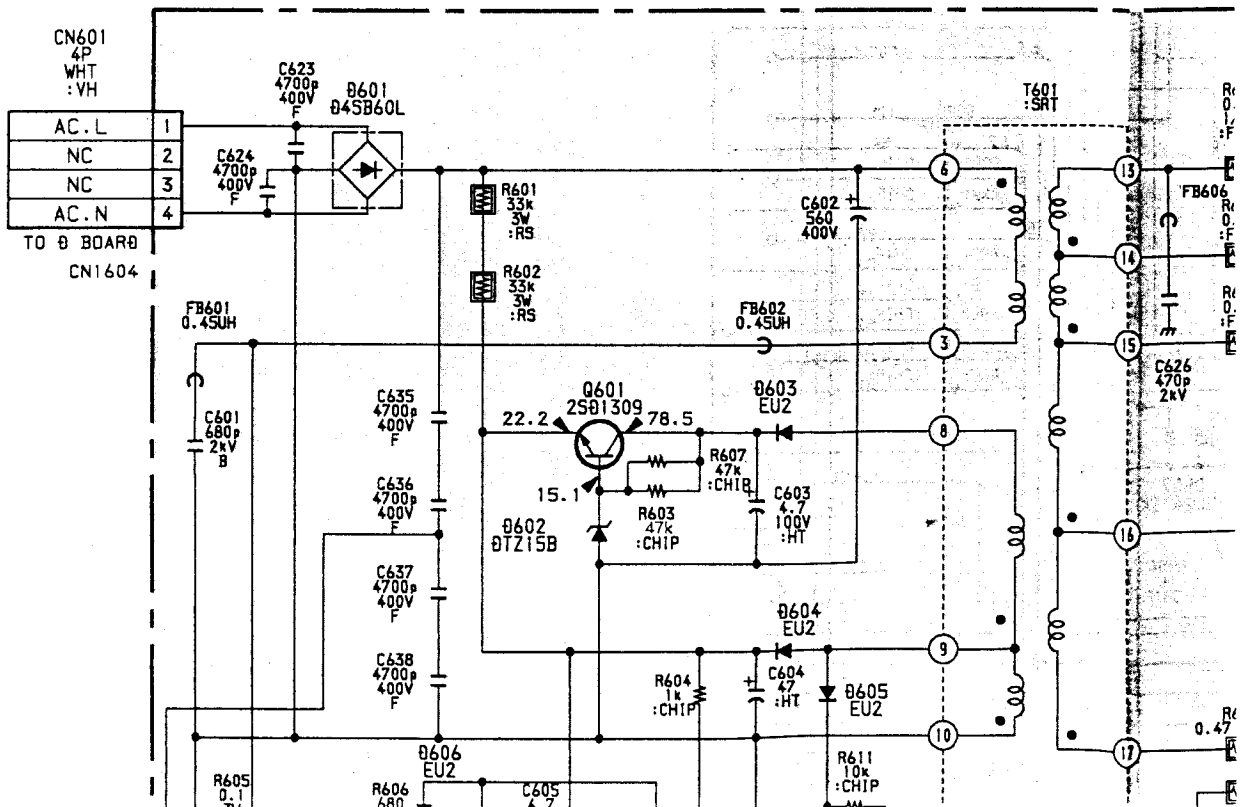 CN601
4P
WHT
:VH
AC.L 1
NC 2
NC 3
AC.N 4
TO D BOARD
CN1604
C623
4700p
400V
F
C624
4700p
400V
F
D601
D4SB60L
R601
33k
3W
:RS
R602
33k
3W
:RS
C602
560
400V
T601
:SRT
6
3
8
9
10
13
14
15
16
17
FB606
C626
470p
2kV
FB601
0.45UH
FB602
0.45UH
C601
680p
2kV
B
C635
4700p
400V
F
C636
4700p
400V
F
C637
4700p
400V
F
C638
4700p
400V
F
Q601
2SD1309
22.2
78.5
15.1
D603
EU2
R607
47k
:CHIP
R603
47k
:CHIP
C603
4.7
100V
:HT
D602
DTZ15B
D604
EU2
R604
1k
:CHIP
C604
47
:HT
D605
EU2
R611
10k
:CHIP
D606
EU2
R605
0.1
R606
680
C605
4.7
0.47